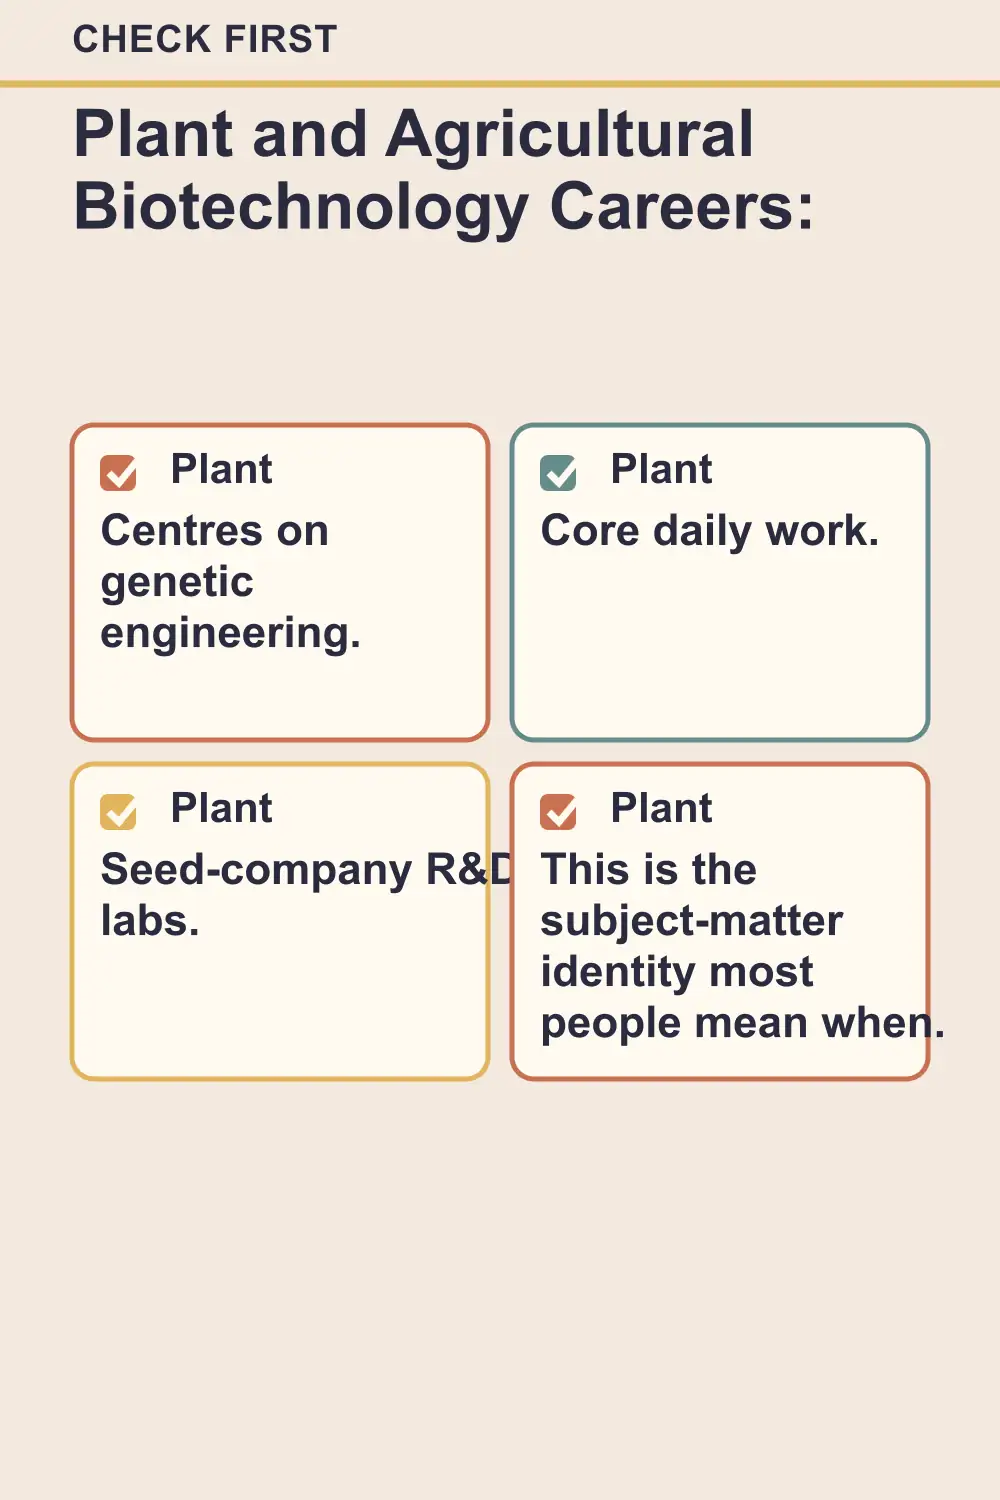 CHECK FIRST
Plant and Agricultural
Biotechnology Careers:
Plant
Centres on
genetic
engineering.
Plant
Core daily work.
Plant
Seed-company R&D
labs.
Plant
This is the
subject-matter
identity most
people mean when.